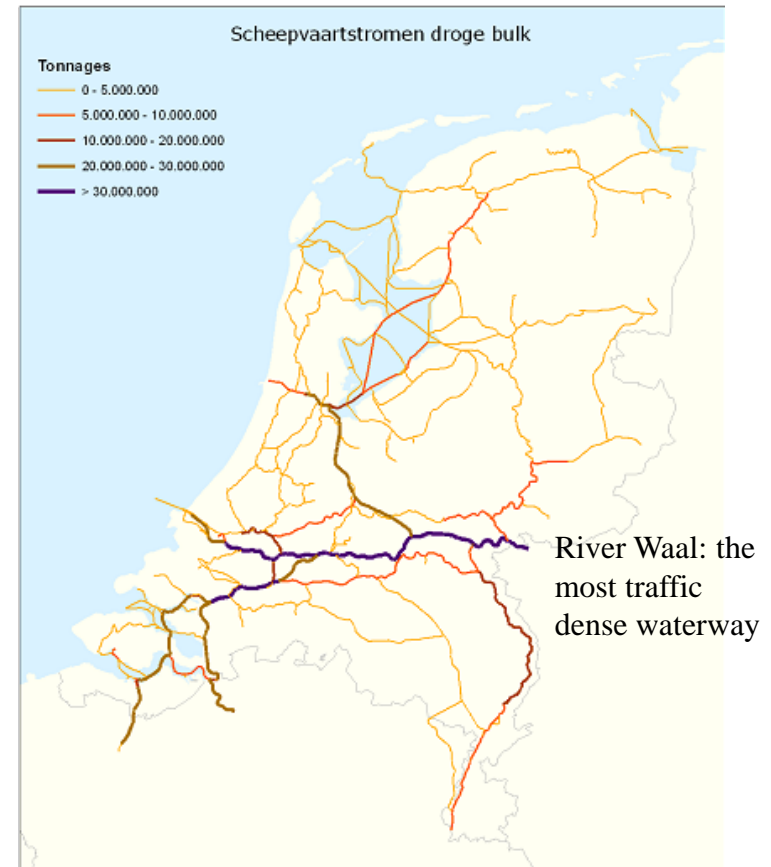 Scheepvaartstromen droge bulk
Tonnages
0 - 5.000.000
5.000.000 - 10.000.000
10.000.000 - 20.000.000
20.000.000 - 30.000.000
> 30.000.000
River Waal: the
most traffic
dense waterway